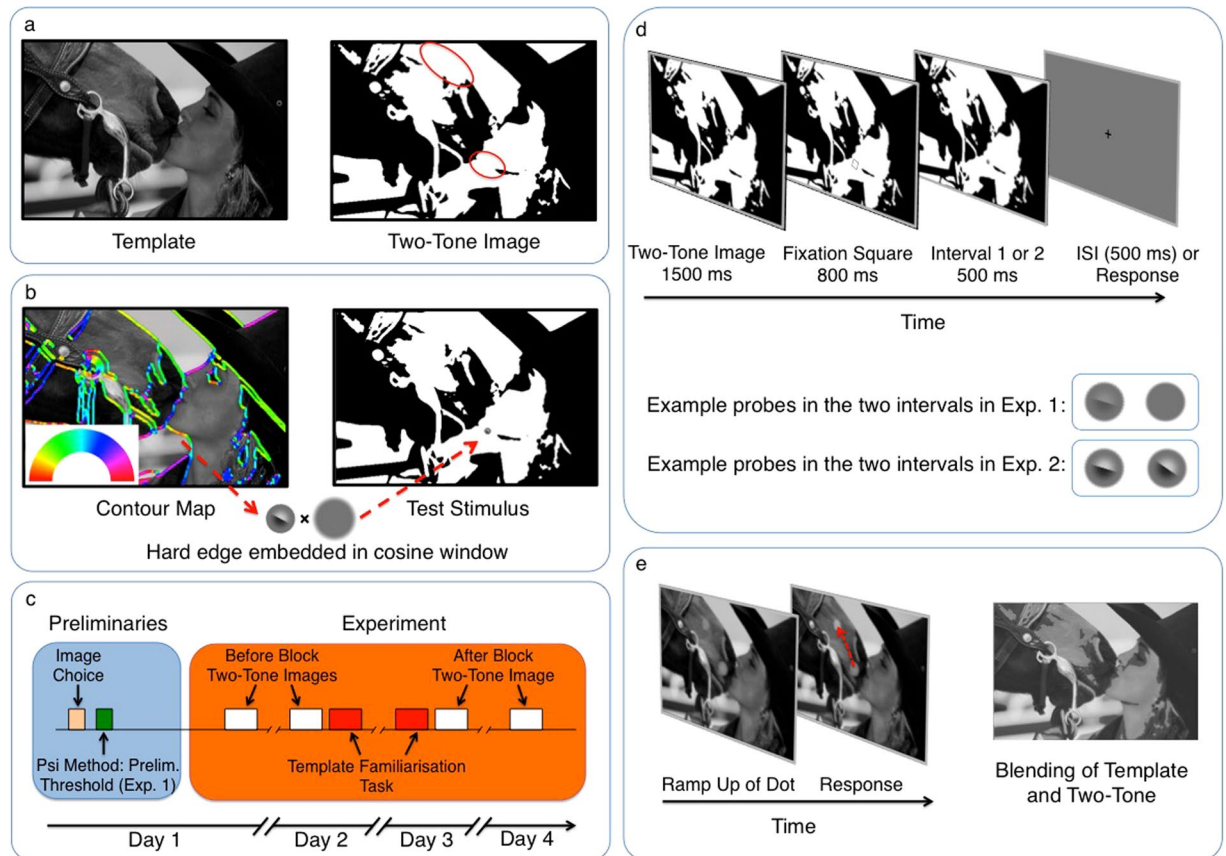 a
Template
Two-Tone Image
b
Contour Map
Test Stimulus
×
Hard edge embedded in cosine window
c
Preliminaries
Experiment
Image
Choice
Before Block
Two-Tone Images
After Block
Two-Tone Image
Psi Method: Prelim.
Threshold (Exp. 1)
Template Familiarisation
Task
Day 1
Day 2
Day 3
Day 4
d
Two-Tone Image
1500 ms
Fixation Square
800 ms
Interval 1 or 2
500 ms
ISI (500 ms) or
Response
Time
Example probes in the two intervals in Exp. 1:
Example probes in the two intervals in Exp. 2:
e
Ramp Up of Dot
Response
Time
Blending of Template
and Two-Tone